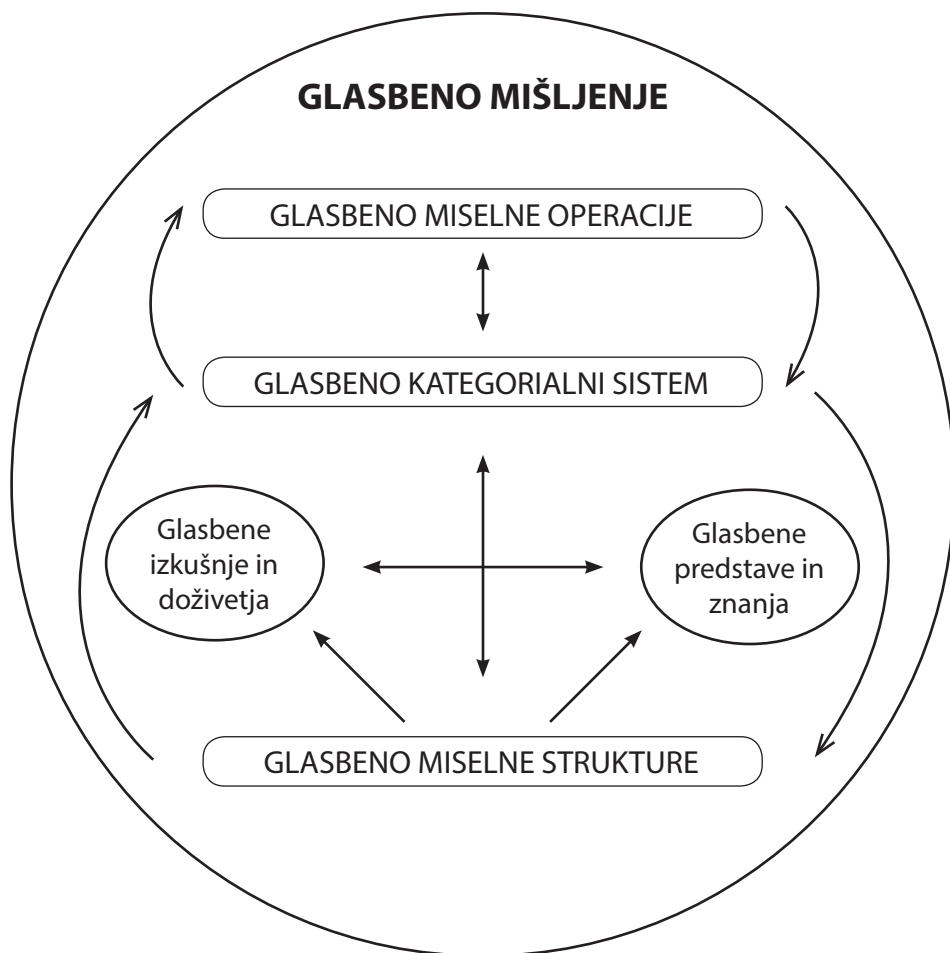 GLASBENO MIŠLJENJE
GLASBENO MISELNE OPERACIJE
GLASBENO KATEGORIALNI SISTEM
Glasbene
izkušnje in
doživetja
Glasbene
predstave in
znanja
GLASBENO MISELNE STRUKTURE